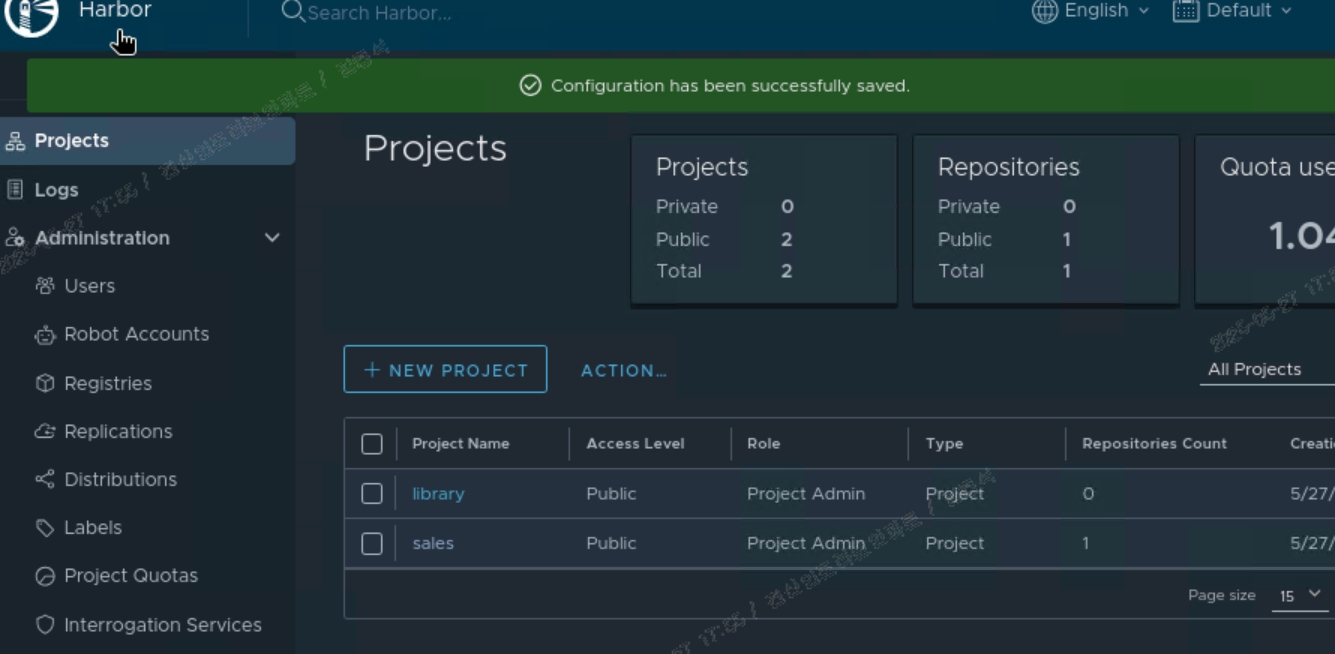 Harbor
Search Harbor...
English
Default
Configuration has been successfully saved.
Projects
Logs
Administration
Users
Robot Accounts
Registries
Replications
Distributions
Labels
Project Quotas
Interrogation Services
Projects
Projects
Private 0
Public 2
Total 2
Repositories
Private 0
Public 1
Total 1
Quota use
1.04
+ NEW PROJECT
ACTION...
All Projects
Project Name Access Level Role Type Repositories Count Creati
library Public Project Admin Project 0 5/27/
sales Public Project Admin Project 1 5/27/
Page size 15